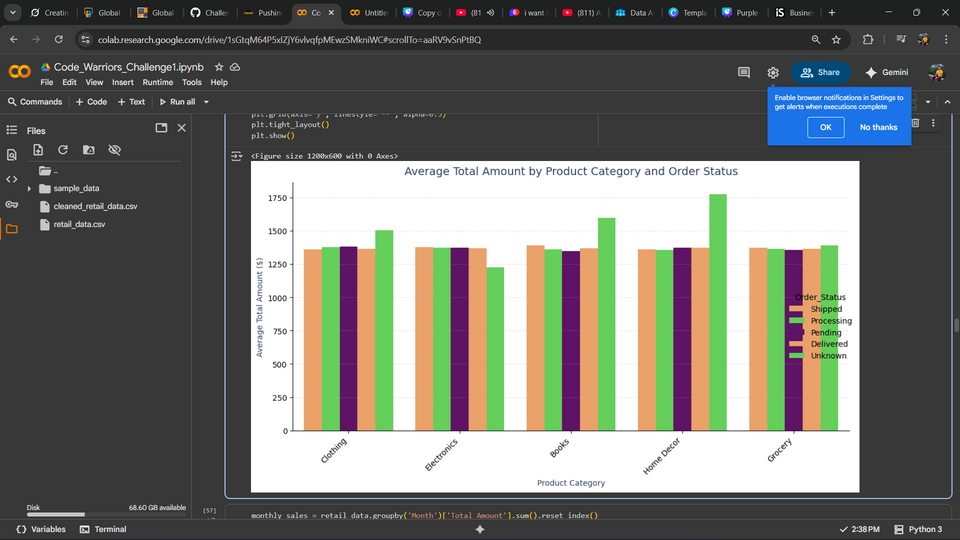 Creatin
Global
Global
Challe
Pushin
Co
Untitle
Copy o
(81
i want
(811) A
Data A
Templa
Purple
Busine
colab.research.google.com/drive/1sGtqM64P5xIZjY6vlvqfpMEwzSMkniWC#scrollTo=aaRV9vSnPtBQ
Code_Warriors_Challenge1.ipynb
File Edit View Insert Runtime Tools Help
Share
Gemini
Commands + Code + Text Run all
Enable browser notifications in Settings to
get alerts when executions complete
OK
No thanks
Files
..
sample_data
cleaned_retail_data.csv
retail_data.csv
Disk
68.60 GB available
plt.grid(axis='y', linestyle='--', alpha=0.5)
plt.tight_layout()
plt.show()
<Figure size 1200x600 with 0 Axes>
Average Total Amount by Product Category and Order Status
Average Total Amount ($)
1750
1500
1250
1000
750
500
250
0
Order_Status
Shipped
Processing
Pending
Delivered
Unknown
Clothing
Electronics
Books
Home Decor
Grocery
Product Category
[57]
monthly_sales = retail_data.groupby('Month')['Total_Amount'].sum().reset_index()
Variables
Terminal
2:38 PM
Python 3